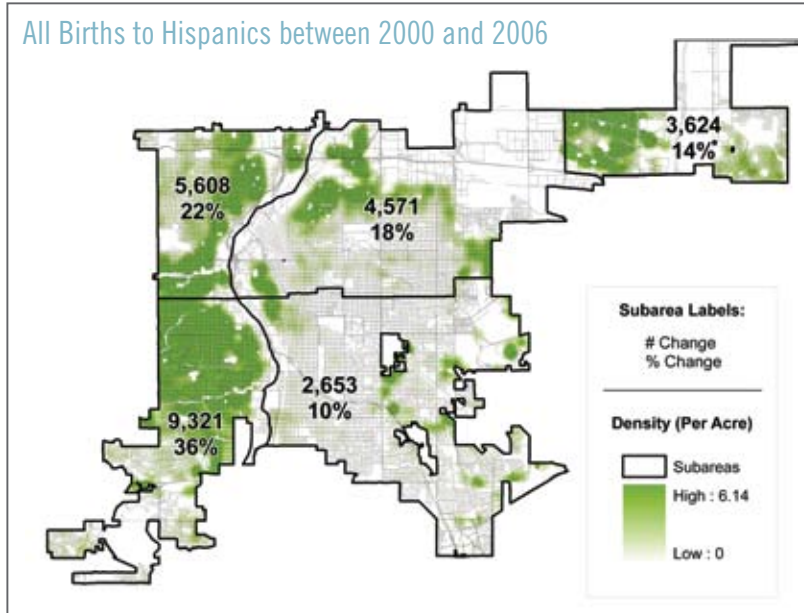 All Births to Hispanics between 2000 and 2006
3,624
14%
5,608
22%
4,571
18%
2,653
10%
9,321
36%
Subarea Labels:
# Change
% Change
Density (Per Acre)
Subareas
High : 6.14
Low : 0